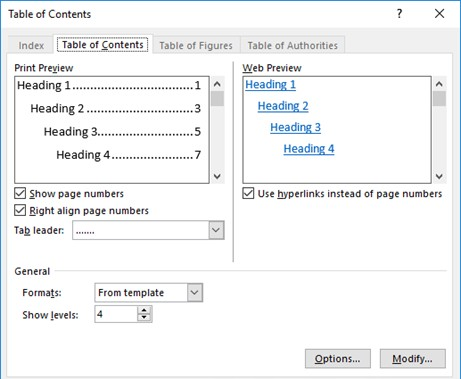 Table of Contents ? ×
Index Table of Contents Table of Figures Table of Authorities
Print Preview
Heading 1....................................1
Heading 2 ...............................3
Heading 3............................5
Heading 4 ........................7
Show page numbers
Right align page numbers
Tab leader: .......
Web Preview
Heading 1
Heading 2
Heading 3
Heading 4
Use hyperlinks instead of page numbers
General
Formats: From template
Show levels: 4
Options... Modify...